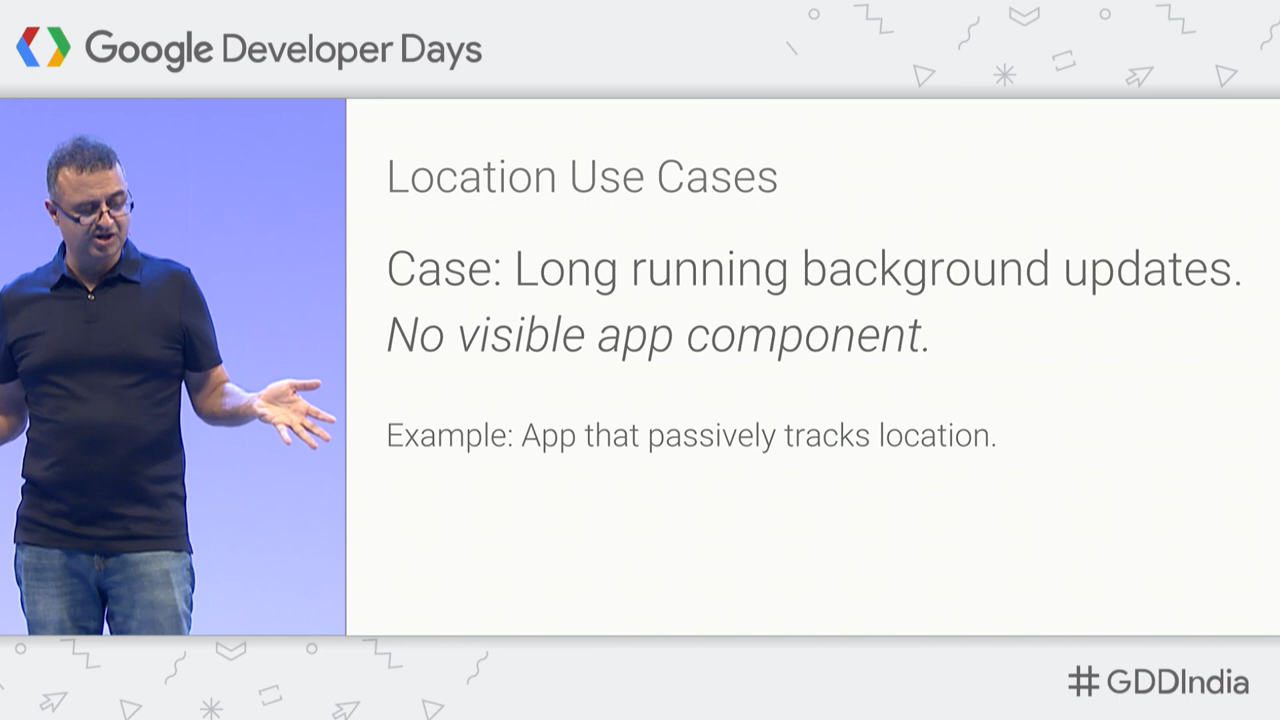 Google Developer Days
Location Use Cases
Case: Long running background updates.
No visible app component.
Example: App that passively tracks location.
#GDDIndia